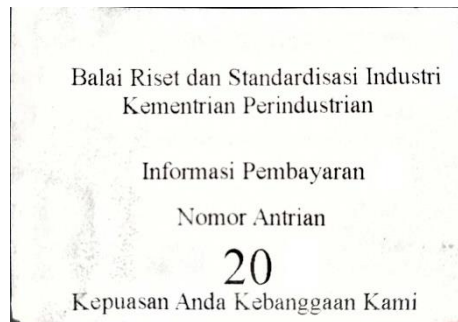 Balai Riset dan Standardisasi Industri
Kementrian Perindustrian
Informasi Pembayaran
Nomor Antrian
20
Kepuasan Anda Kebanggaan Kami